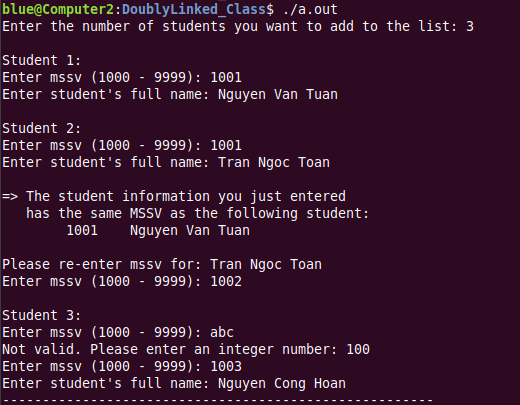 blue@Computer2:DoublyLinked_Class$ ./a.out
Enter the number of students you want to add to the list: 3
Student 1:
Enter mssv (1000 - 9999): 1001
Enter student's full name: Nguyen Van Tuan
Student 2:
Enter mssv (1000 - 9999): 1001
Enter student's full name: Tran Ngoc Toan
=> The student information you just entered
has the same MSSV as the following student:
1001 Nguyen Van Tuan
Please re-enter mssv for: Tran Ngoc Toan
Enter mssv (1000 - 9999): 1002
Student 3:
Enter mssv (1000 - 9999): abc
Not valid. Please enter an integer number: 100
Enter mssv (1000 - 9999): 1003
Enter student's full name: Nguyen Cong Hoan
------------------------------------------------------